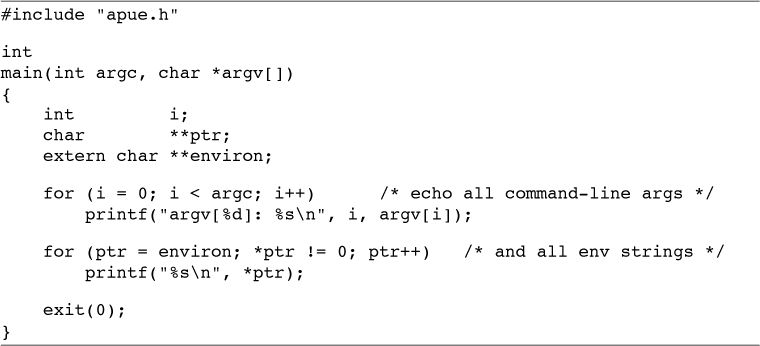 #include "apue.h"

int
main(int argc, char *argv[])
{
    int         i;
    char        **ptr;
    extern char **environ;

    for (i = 0; i < argc; i++)      /* echo all command-line args */
        printf("argv[%d]: %s\n", i, argv[i]);

    for (ptr = environ; *ptr != 0; ptr++)   /* and all env strings */
        printf("%s\n", *ptr);

    exit(0);
}